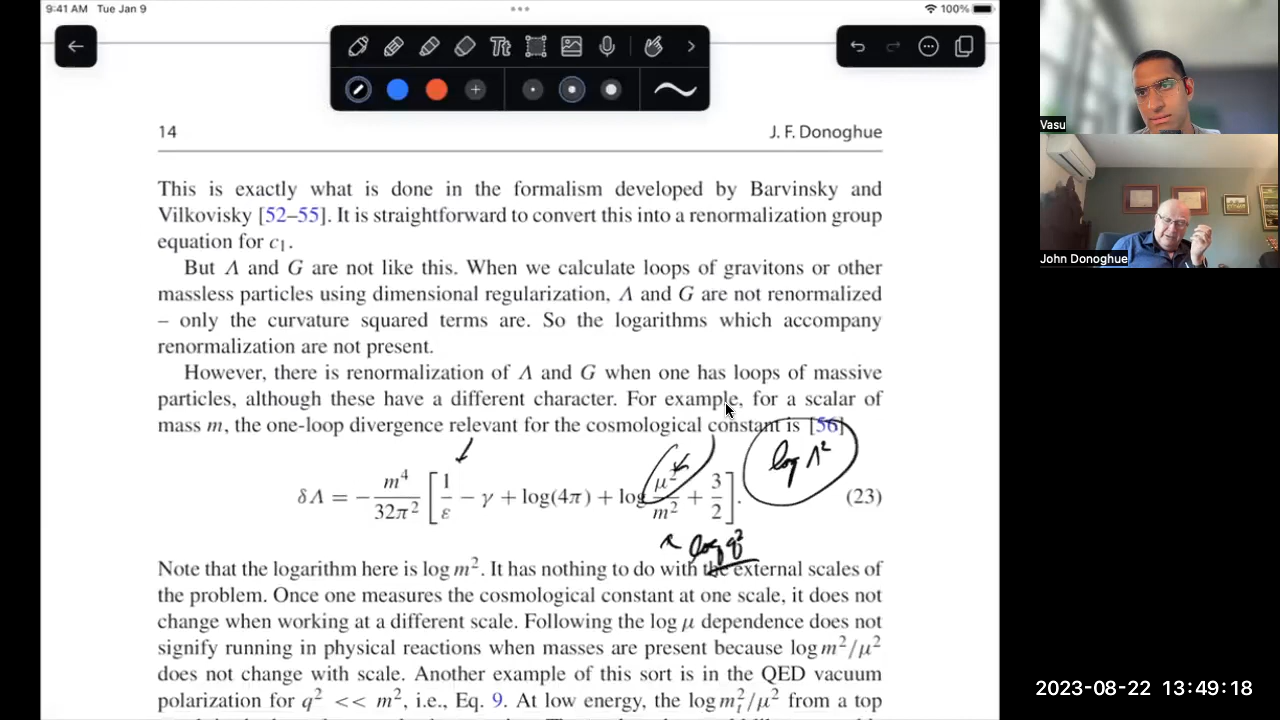 9:41 AM Tue Jan 9
100%
Tt
14 J. F. Donoghue
This is exactly what is done in the formalism developed by Barvinsky and
Vilkovisky [52–55]. It is straightforward to convert this into a renormalization group
equation for c₁.
But Λ and G are not like this. When we calculate loops of gravitons or other
massless particles using dimensional regularization, Λ and G are not renormalized
– only the curvature squared terms are. So the logarithms which accompany
renormalization are not present.
However, there is renormalization of Λ and G when one has loops of massive
particles, although these have a different character. For example, for a scalar of
mass m, the one-loop divergence relevant for the cosmological constant is [56]
log Λ²
δΛ = − m⁴/32π² [ 1/ε − γ + log(4π) + log μ²/m² + 3/2 ]. (23)
log q²
Note that the logarithm here is log m². It has nothing to do with the external scales of
the problem. Once one measures the cosmological constant at one scale, it does not
change when working at a different scale. Following the log μ dependence does not
signify running in physical reactions when masses are present because log m²/μ²
does not change with scale. Another example of this sort is in the QED vacuum
polarization for q² << m², i.e., Eq. 9. At low energy, the log mₜ²/μ² from a top
Vasu
John Donoghue
2023-08-22 13:49:18